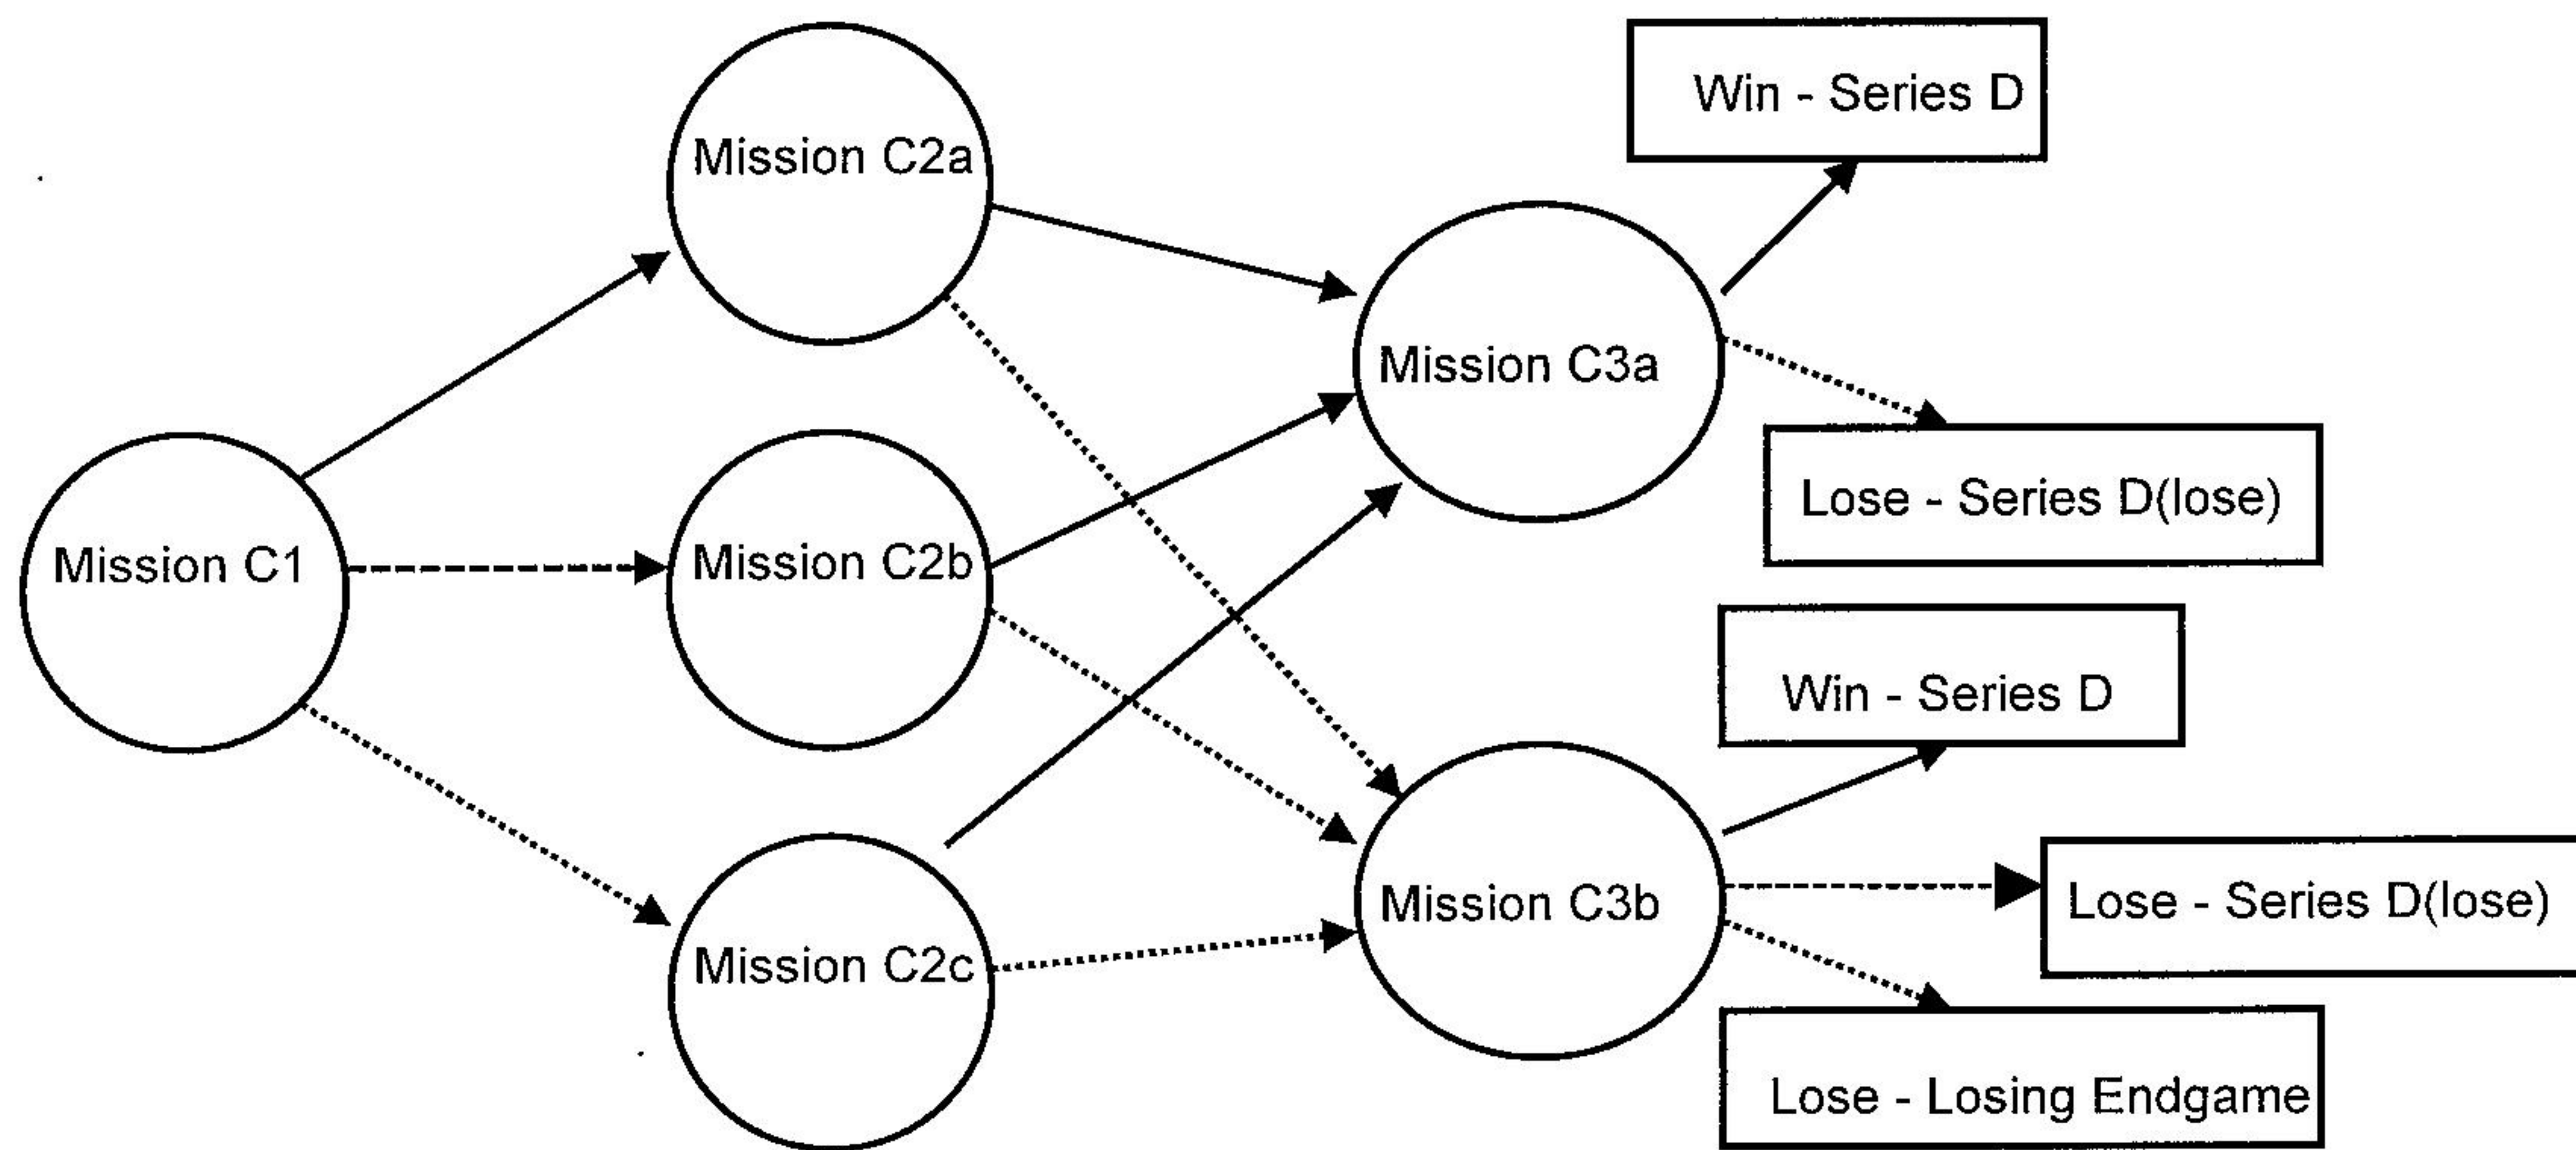 Win - Series D
Mission C2a
Mission C3a
Lose - Series D(lose)
Mission C1
Mission C2b
Win - Series D
Mission C3b
Lose - Series D(lose)
Mission C2c
Lose - Losing Endgame